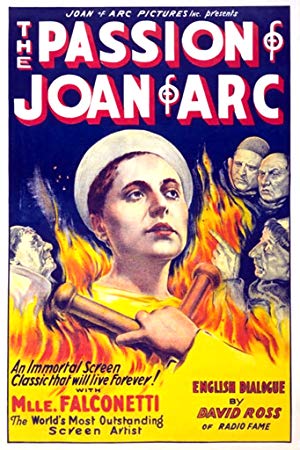 JOAN of ARC PICTURES Inc. presents
THE PASSION of
JOAN of ARC
An Immortal Screen
Classic that will live Forever!
WITH
MLLE. FALCONETTI
The World's Most Outstanding
Screen Artist
ENGLISH DIALOGUE
BY
DAVID ROSS
OF RADIO FAME